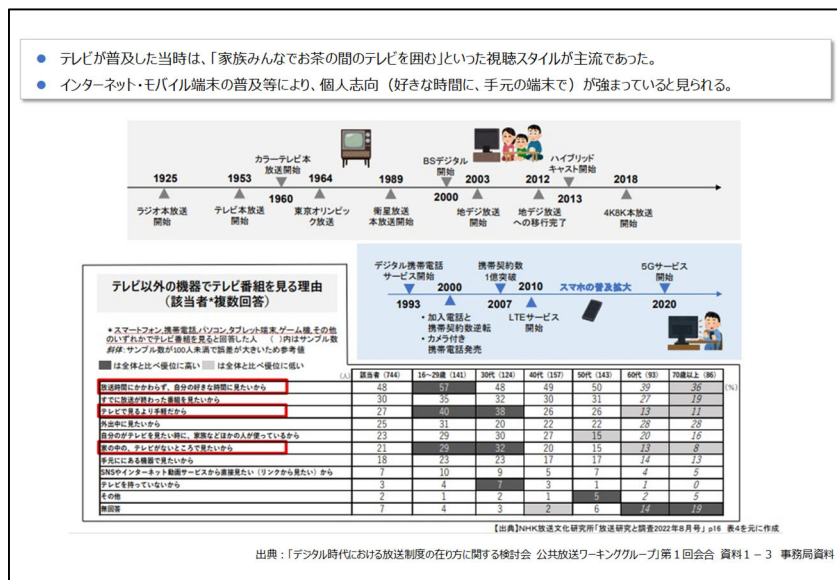 ● テレビが普及した当時は、「家族みんなでお茶の間のテレビを囲む」といった視聴スタイルが主流であった。
● インターネット・モバイル端末の普及等により、個人志向（好きな時間に、手元の端末で）が強まっていると見られる。
カラーテレビ本
放送開始
BSデジタル
開始
ハイブリッド
キャスト開始
1925 1953 1964 1989 2003 2012 2018
1960 2000 2013
ラジオ本放送
開始
テレビ本放送
開始
東京オリンピッ
ク放送
衛星放送
本放送開始
地デジ放送
開始
地デジ放送
への移行完了
4K8K本放送
開始
デジタル携帯電話
サービス開始
携帯契約数
1億突破
スマホの普及拡大
5Gサービス
開始
1993 2000 2007 2010 2020
・加入電話と
携帯契約数逆転
・カメラ付き
携帯電話発売
LTEサービス
開始
テレビ以外の機器でテレビ番組を見る理由
（該当者*複数回答）
＊スマートフォン、携帯電話、パソコン、タブレット端末、ゲーム機、その他
のいずれかでテレビ番組を見ると回答した人 （ ）内はサンプル数
斜体：サンプル数が100人未満で誤差が大きいため参考値
■は全体と比べ優位に高い ■は全体と比べ優位に低い
（人） 該当者（744） 16～29歳（141） 30代（124） 40代（157） 50代（143） 60代（93） 70歳以上（86）
放送時間にかかわらず、自分の好きな時間に見たいから 48 57 48 49 50 39 36 （%）
すでに放送が終わった番組を見たいから 30 35 32 30 31 27 19
テレビで見るより手軽だから 27 40 38 26 26 13 11
外出中に見たいから 25 31 20 22 22 28 28
自分のがテレビを見たい時に、家族などほかの人が使っているから 23 29 30 27 15 20 16
家の中の、テレビがないところで見たいから 21 29 32 20 15 13 8
手元ににある機器で見たいから 18 23 23 17 17 14 13
SNSやインターネット動画サービスから直接見たい（リンクから見たい）から 7 10 9 5 7 4 5
テレビを持っていないから 3 4 7 3 1 1 0
その他 2 1 2 1 5 2 5
無回答 7 4 3 2 6 14 19
【出典】NHK放送文化研究所「放送研究と調査2022年8月号」p16 表4を元に作成
出典：「デジタル時代における放送制度の在り方に関する検討会 公共放送ワーキンググループ」第１回会合 資料１－３ 事務局資料